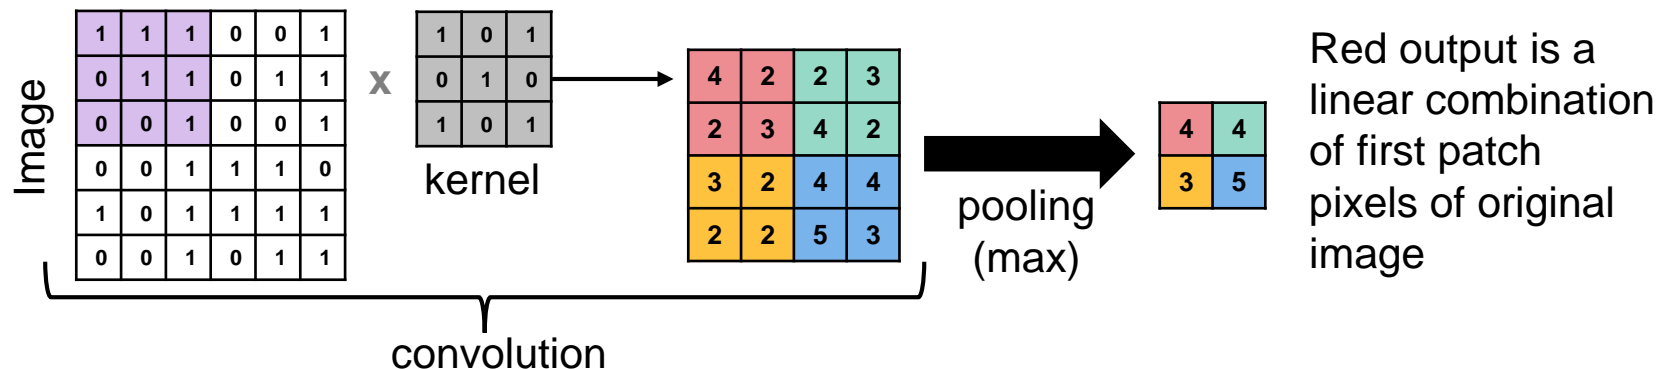 Image
1 1 1 0 0 1
0 1 1 0 1 1
0 0 1 0 0 1
0 0 1 1 1 0
1 0 1 1 1 1
0 0 1 0 1 1
x
1 0 1
0 1 0
1 0 1
kernel
4 2 2 3
2 3 4 2
3 2 4 4
2 2 5 3
convolution
pooling
(max)
4 4
3 5
Red output is a
linear combination
of first patch
pixels of original
image